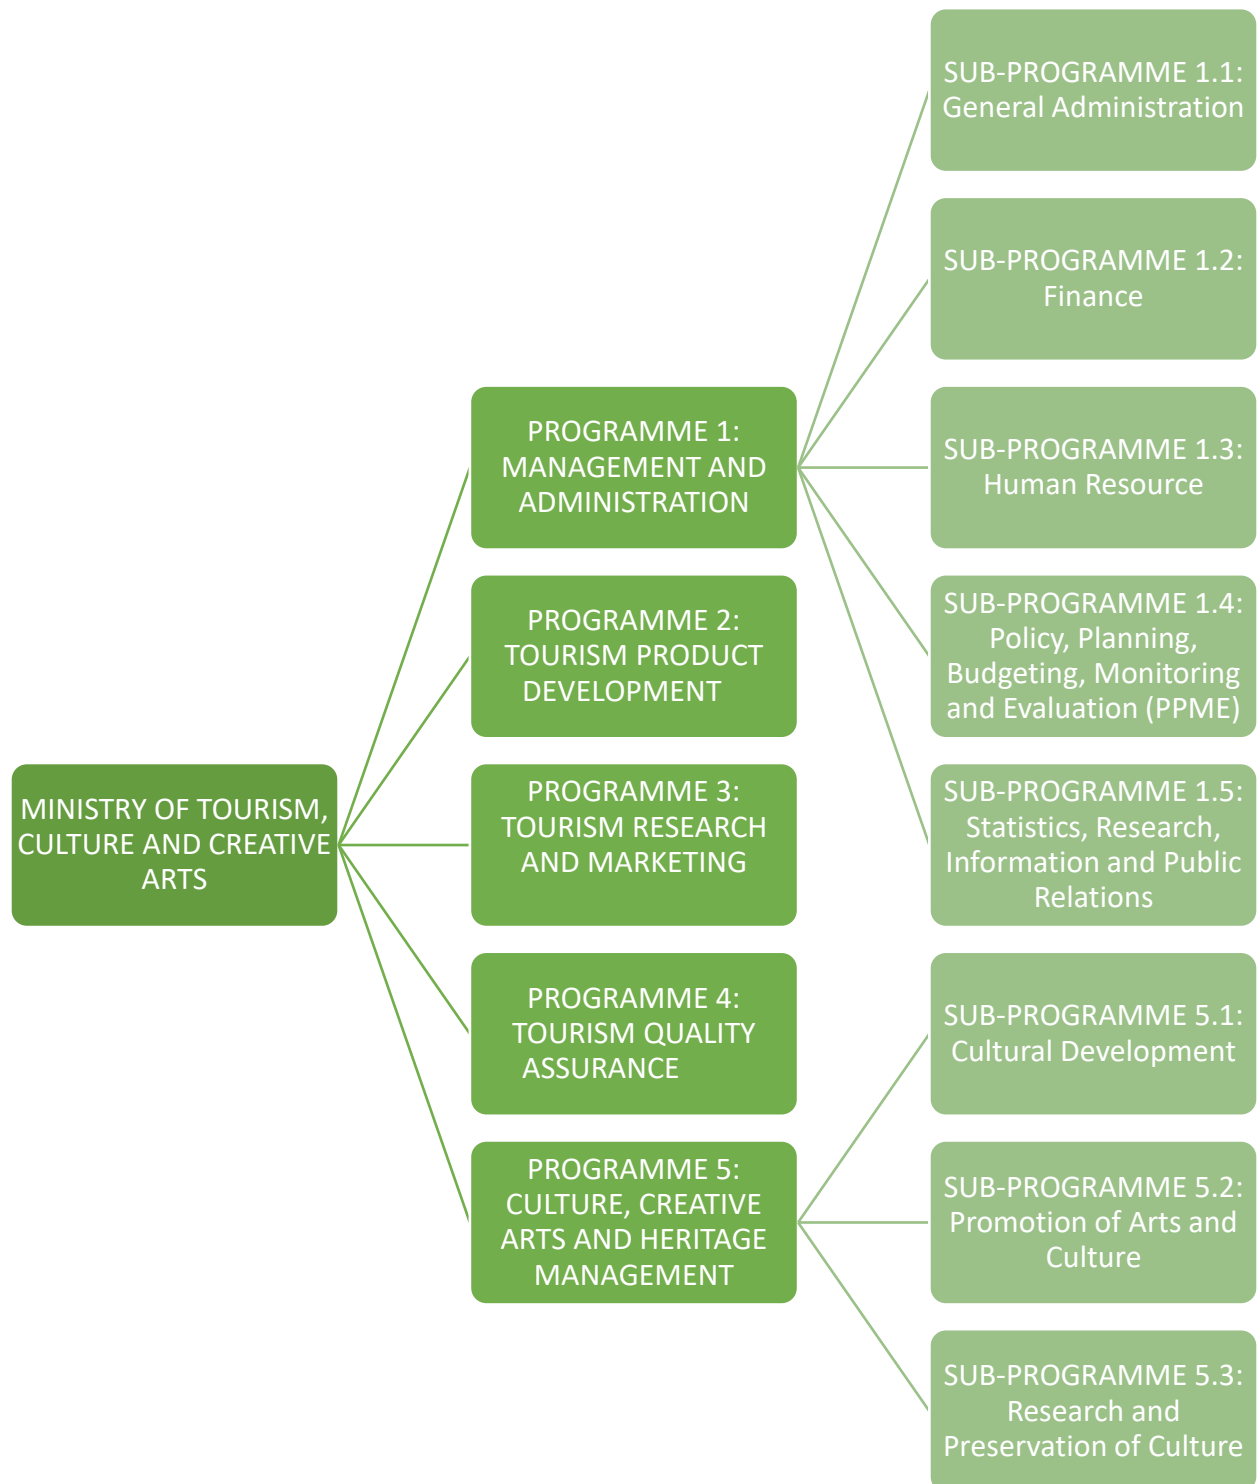 MINISTRY OF TOURISM,
CULTURE AND CREATIVE
ARTS
PROGRAMME 1:
MANAGEMENT AND
ADMINISTRATION
SUB-PROGRAMME 1.1:
General Administration
SUB-PROGRAMME 1.2:
Finance
SUB-PROGRAMME 1.3:
Human Resource
SUB-PROGRAMME 1.4:
Policy, Planning,
Budgeting, Monitoring
and Evaluation (PPME)
SUB-PROGRAMME 1.5:
Statistics, Research,
Information and Public
Relations
PROGRAMME 2:
TOURISM PRODUCT
DEVELOPMENT
PROGRAMME 3:
TOURISM RESEARCH
AND MARKETING
PROGRAMME 4:
TOURISM QUALITY
ASSURANCE
PROGRAMME 5:
CULTURE, CREATIVE
ARTS AND HERITAGE
MANAGEMENT
SUB-PROGRAMME 5.1:
Cultural Development
SUB-PROGRAMME 5.2:
Promotion of Arts and
Culture
SUB-PROGRAMME 5.3:
Research and
Preservation of Culture